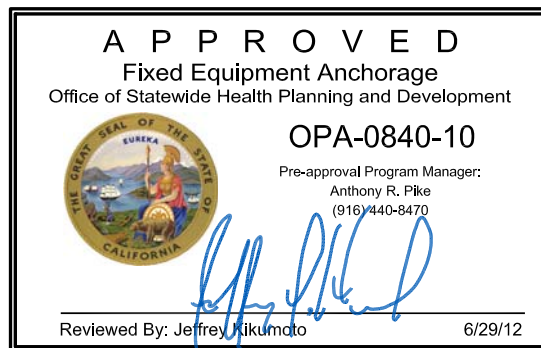 A P P R O V E D
Fixed Equipment Anchorage
Office of Statewide Health Planning and Development
THE GREAT SEAL OF THE STATE OF CALIFORNIA
EUREKA
OPA-0840-10
Pre-approval Program Manager:
Anthony R. Pike
(916) 440-8470
Reviewed By: Jeffrey Kikumoto
6/29/12